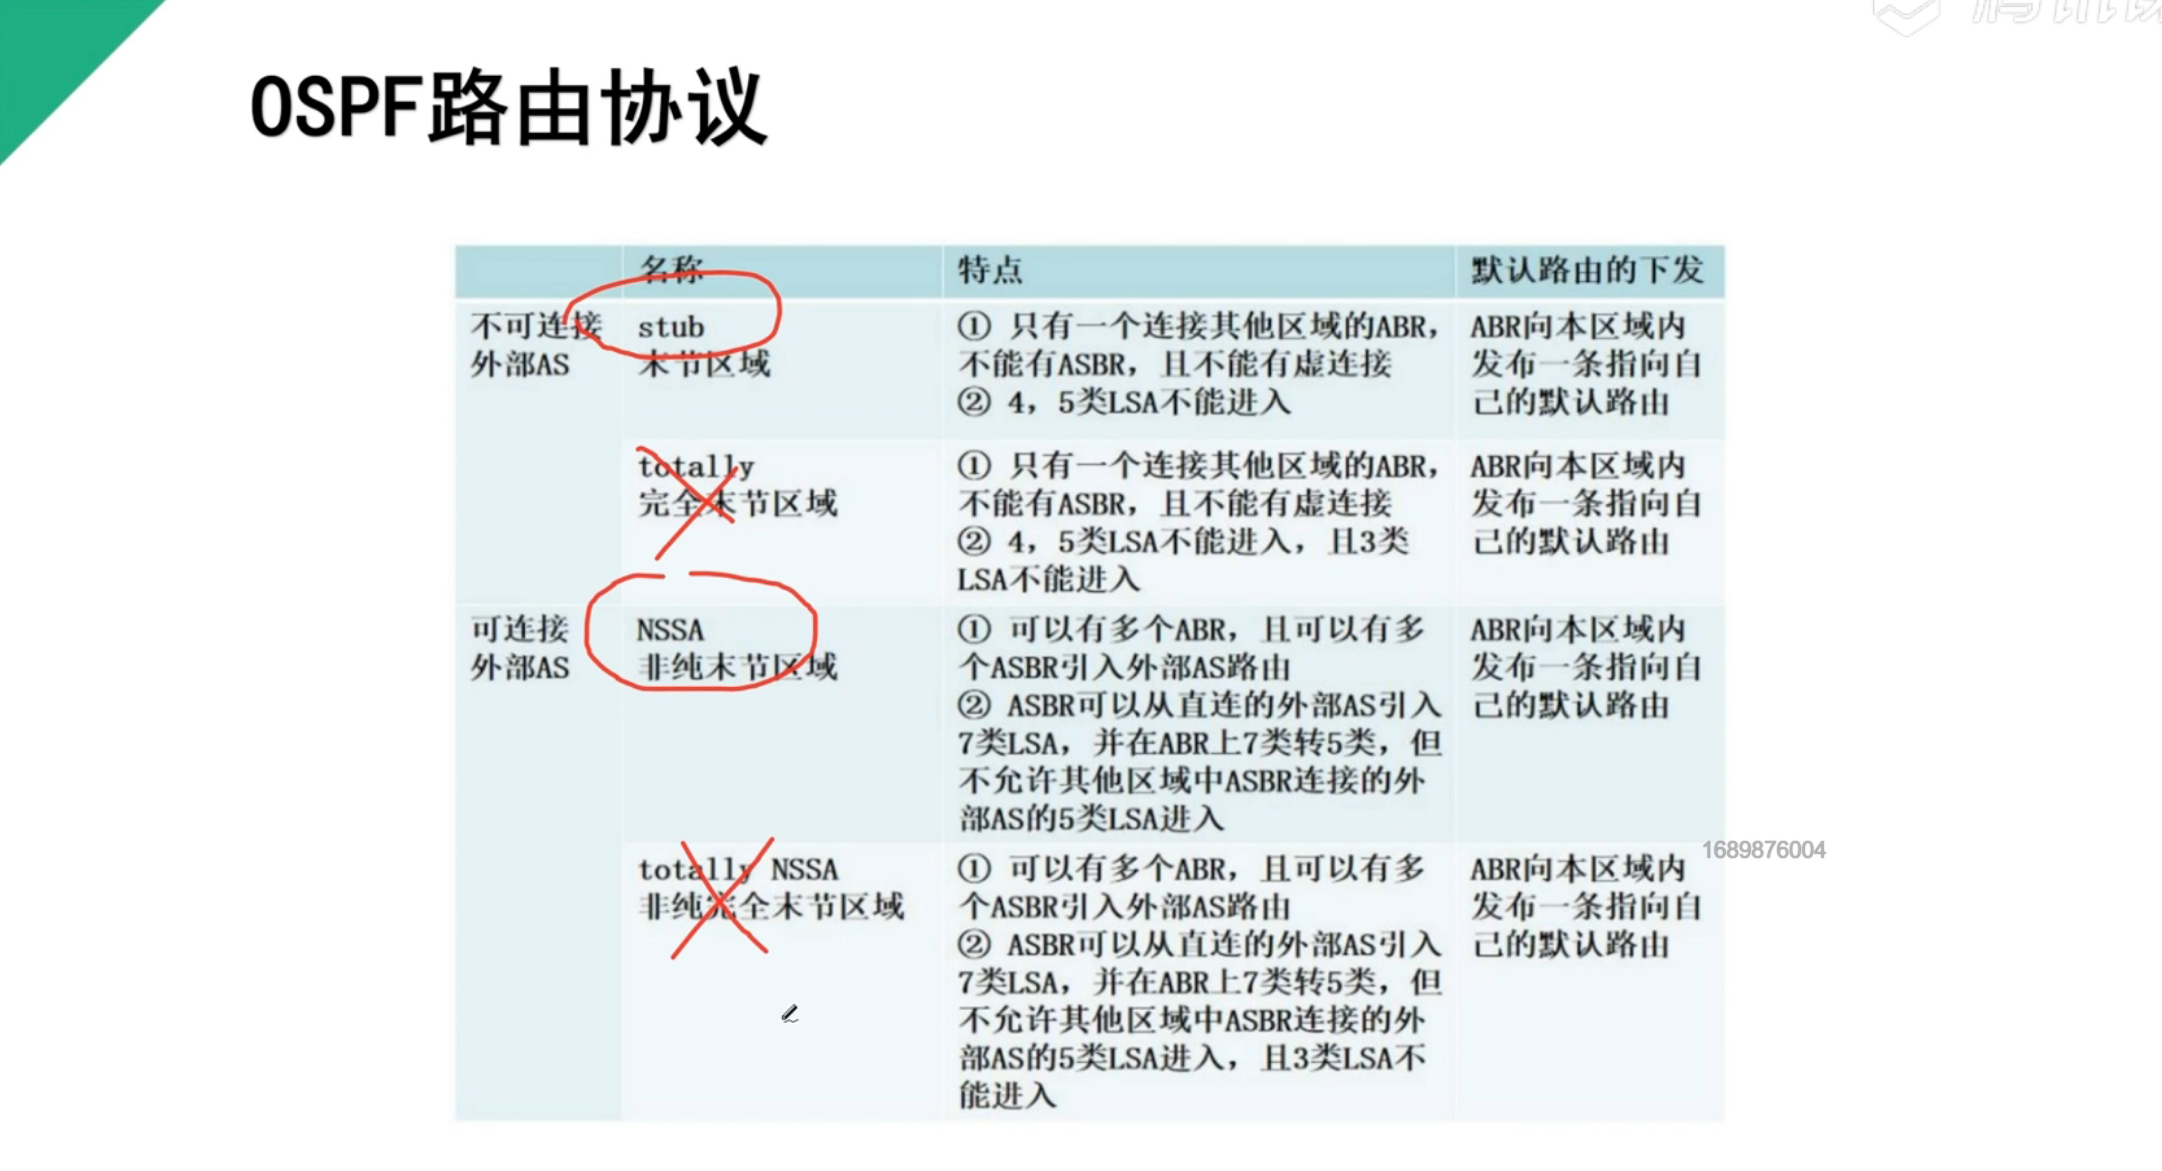 OSPF路由协议
名称 特点 默认路由的下发
不可连接
外部AS
stub
末节区域
① 只有一个连接其他区域的ABR,
不能有ASBR, 且不能有虚连接
② 4, 5类LSA不能进入
ABR向本区域内
发布一条指向自
己的默认路由
totally
完全末节区域
① 只有一个连接其他区域的ABR,
不能有ASBR, 且不能有虚连接
② 4, 5类LSA不能进入, 且3类
LSA不能进入
ABR向本区域内
发布一条指向自
己的默认路由
可连接
外部AS
NSSA
非纯末节区域
① 可以有多个ABR, 且可以有多
个ASBR引入外部AS路由
② ASBR可以从直连的外部AS引入
7类LSA, 并在ABR上7类转5类, 但
不允许其他区域中ASBR连接的外
部AS的5类LSA进入
ABR向本区域内
发布一条指向自
己的默认路由
totally NSSA
非纯完全末节区域
① 可以有多个ABR, 且可以有多
个ASBR引入外部AS路由
② ASBR可以从直连的外部AS引入
7类LSA, 并在ABR上7类转5类, 但
不允许其他区域中ASBR连接的外
部AS的5类LSA进入, 且3类LSA不
能进入
ABR向本区域内
发布一条指向自
己的默认路由
1689876004